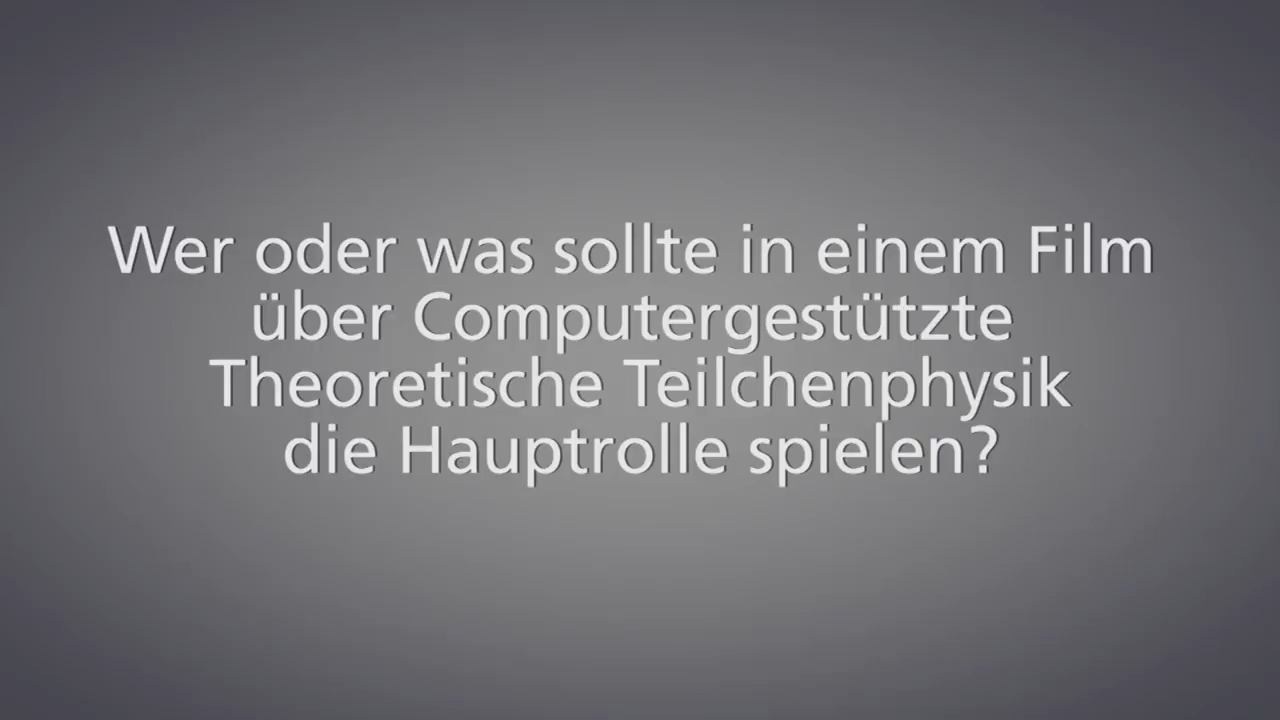 Wer oder was sollte in einem Film
über Computergestützte
Theoretische Teilchenphysik
die Hauptrolle spielen?